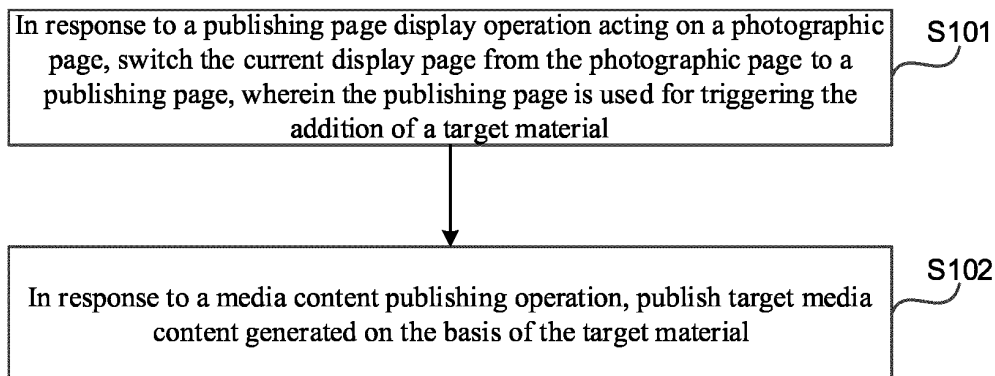 In response to a publishing page display operation acting on a photographic
page, switch the current display page from the photographic page to a
publishing page, wherein the publishing page is used for triggering the
addition of a target material
S101
In response to a media content publishing operation, publish target media
content generated on the basis of the target material
S102